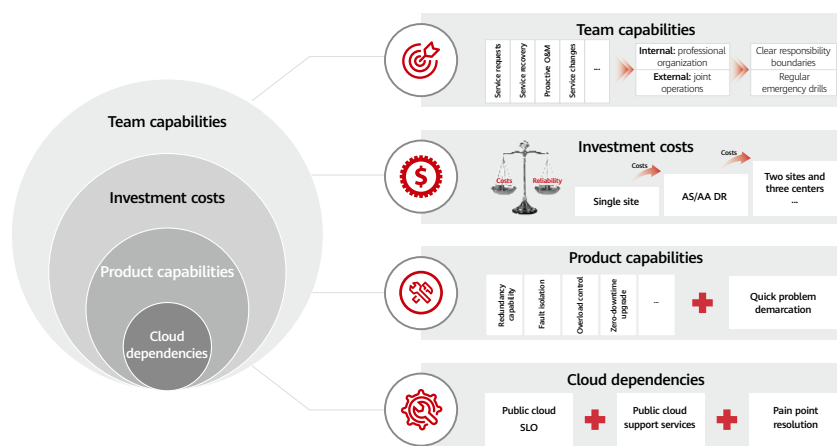 Team capabilities
Investment costs
Product capabilities
Cloud
dependencies
Team capabilities
Service requests
Service recovery
Proactive O&M
Service changes
...
Internal: professional
organization
External: joint
operations
Clear responsibility
boundaries
Regular
emergency drills
Investment costs
Costs
Reliability
Single site
Costs
AS/AA DR
Costs
Two sites and
three centers
...
Product capabilities
Redundancy
capability
Fault isolation
Overload control
Zero-downtime
upgrade
...
Quick problem
demarcation
Cloud dependencies
Public cloud
SLO
Public cloud
support services
Pain point
resolution